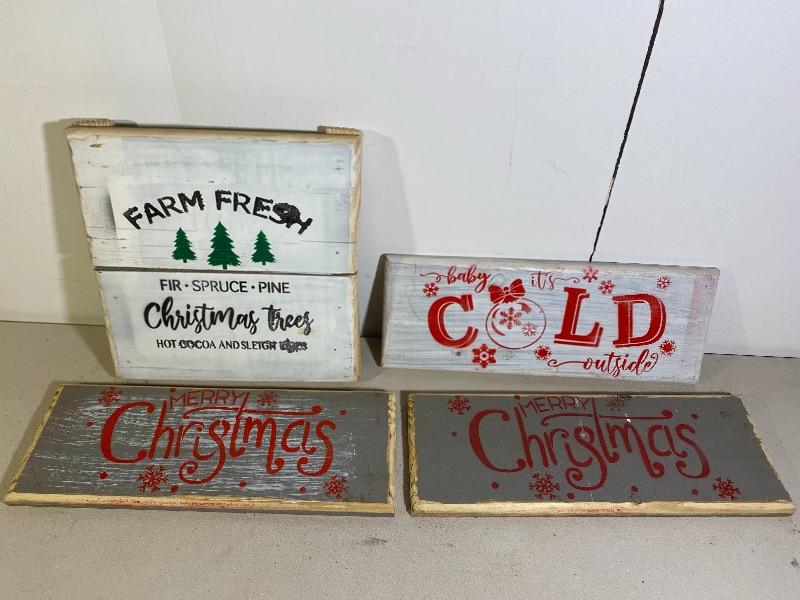 FARM FRESH
FIR · SPRUCE · PINE
Christmas trees
HOT COCOA AND SLEIGH RIDES
baby it's
COLD
outside
MERRY
Christmas
MERRY
Christmas